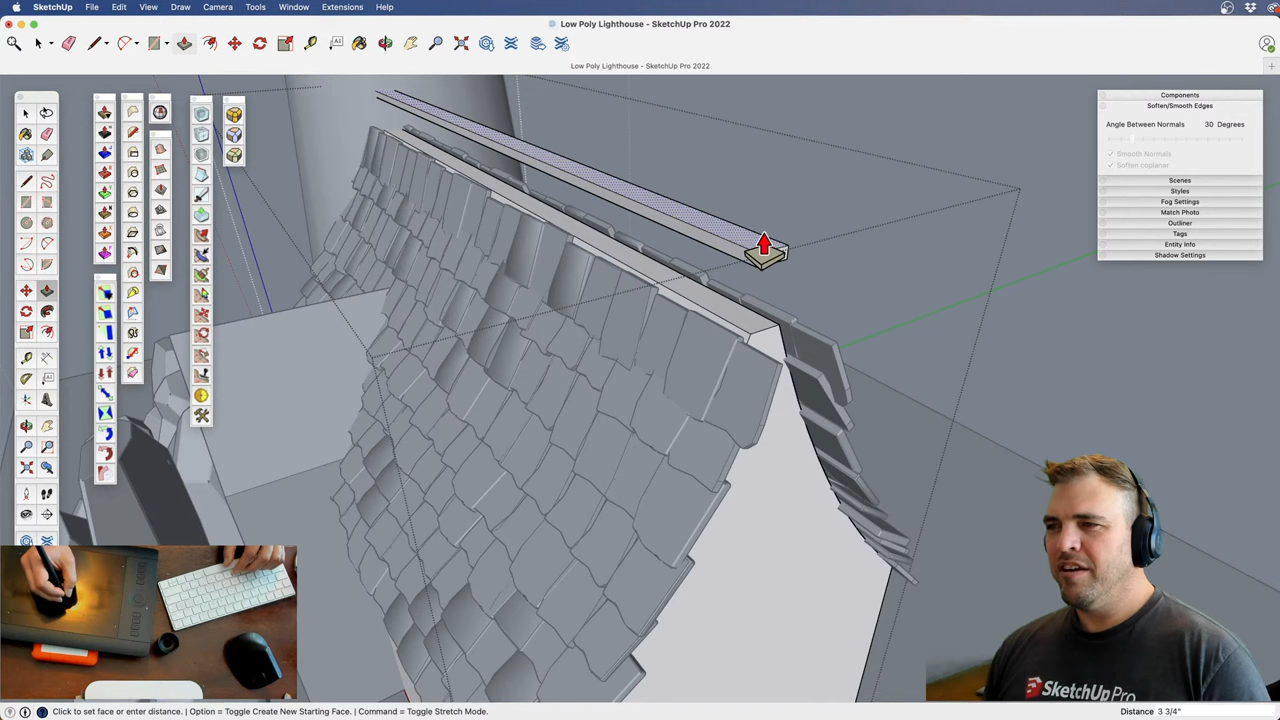 SketchUp File Edit View Draw Camera Tools Window Extensions Help
Low Poly Lighthouse - SketchUp Pro 2022
Low Poly Lighthouse - SketchUp Pro 2022
Components
Soften/Smooth Edges
Angle Between Normals 30 Degrees
Smooth Normals
Soften coplanar
Scenes
Styles
Fog Settings
Match Photo
Outliner
Tags
Entity Info
Shadow Settings
SketchUp Pro
Click to set face or enter distance. | Option = Toggle Create New Starting Face. | Command = Toggle Stretch Mode.
Distance 3 3/4"